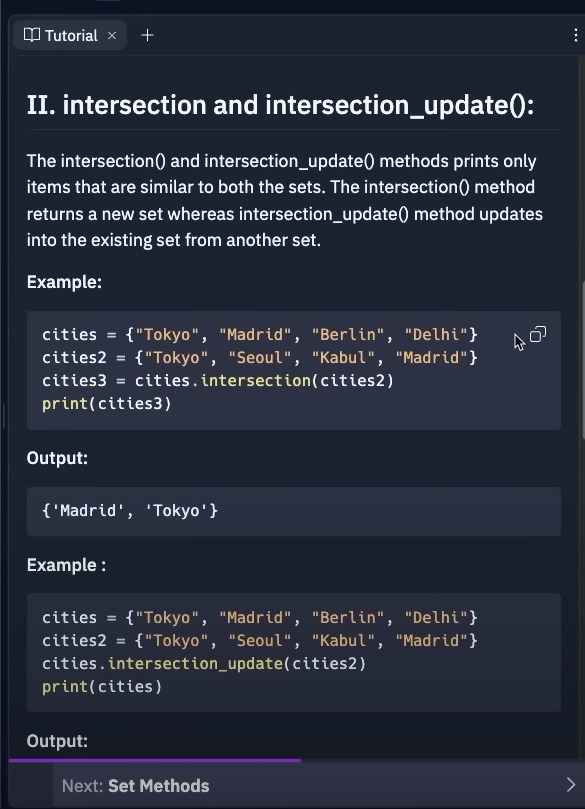 Tutorial
II. intersection and intersection_update():
The intersection() and intersection_update() methods prints only
items that are similar to both the sets. The intersection() method
returns a new set whereas intersection_update() method updates
into the existing set from another set.
Example:
cities = {"Tokyo", "Madrid", "Berlin", "Delhi"}
cities2 = {"Tokyo", "Seoul", "Kabul", "Madrid"}
cities3 = cities.intersection(cities2)
print(cities3)
Output:
{'Madrid', 'Tokyo'}
Example :
cities = {"Tokyo", "Madrid", "Berlin", "Delhi"}
cities2 = {"Tokyo", "Seoul", "Kabul", "Madrid"}
cities.intersection_update(cities2)
print(cities)
Output:
Next: Set Methods